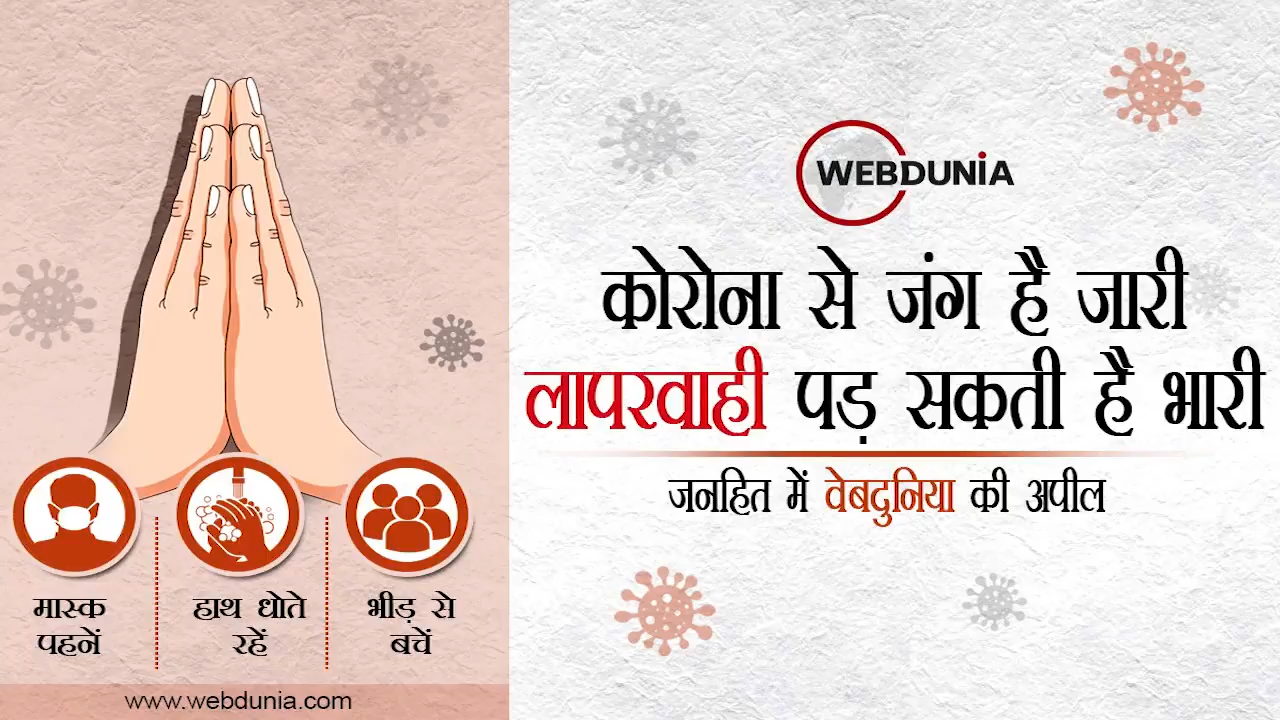 WEBDUNIA
कोरोना से जंग है जारी
लापरवाही पड़ सकती है भारी
जनहित में वेबदुनिया की अपील
मास्क
पहनें
हाथ धोते
रहें
भीड़ से
बचें
www.webdunia.com